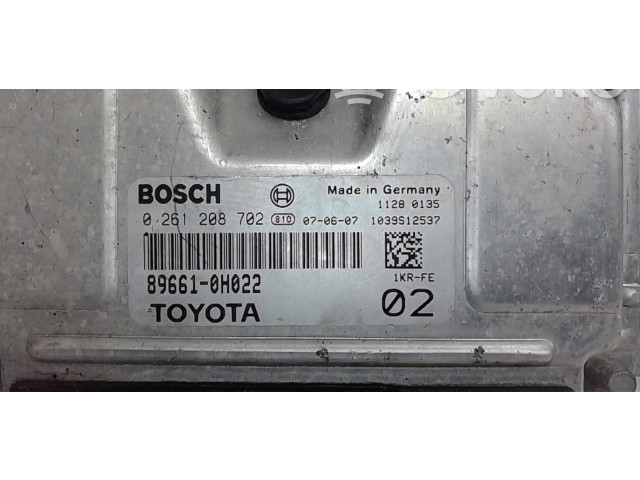 BOSCH Made in Germany
1128 0135
0 261 208 702 B10 07-06-07 1039S12537
89661-0H022 1KR-FE
TOYOTA 02